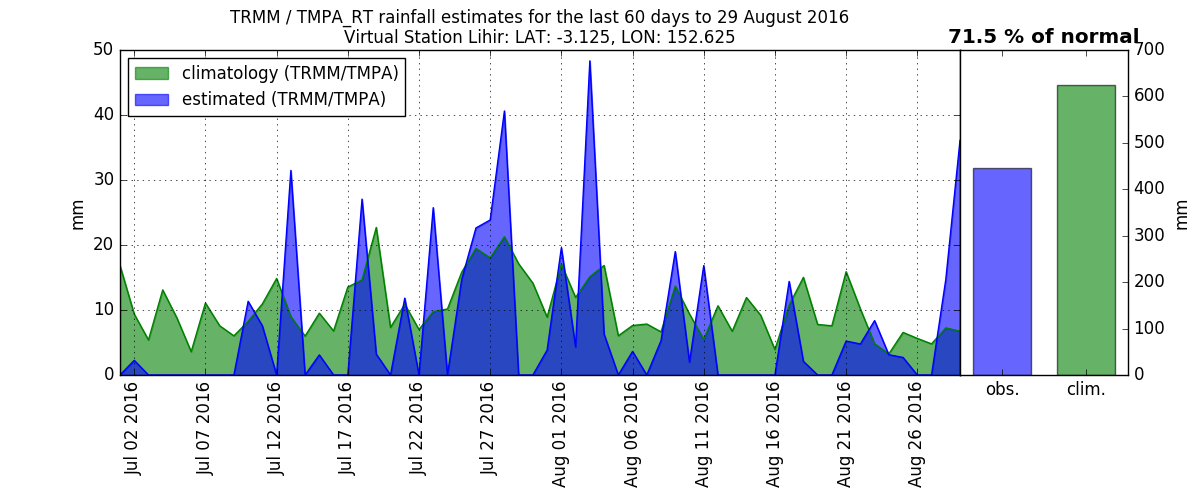 TRMM / TMPA_RT rainfall estimates for the last 60 days to 29 August 2016
Virtual Station Lihir: LAT: -3.125, LON: 152.625
71.5 % of normal
climatology (TRMM/TMPA)
estimated (TRMM/TMPA)
50
40
30
20
10
0
mm
Jul 02 2016
Jul 07 2016
Jul 12 2016
Jul 17 2016
Jul 22 2016
Jul 27 2016
Aug 01 2016
Aug 06 2016
Aug 11 2016
Aug 16 2016
Aug 21 2016
Aug 26 2016
obs.
clim.
700
600
500
400
300
200
100
0
mm